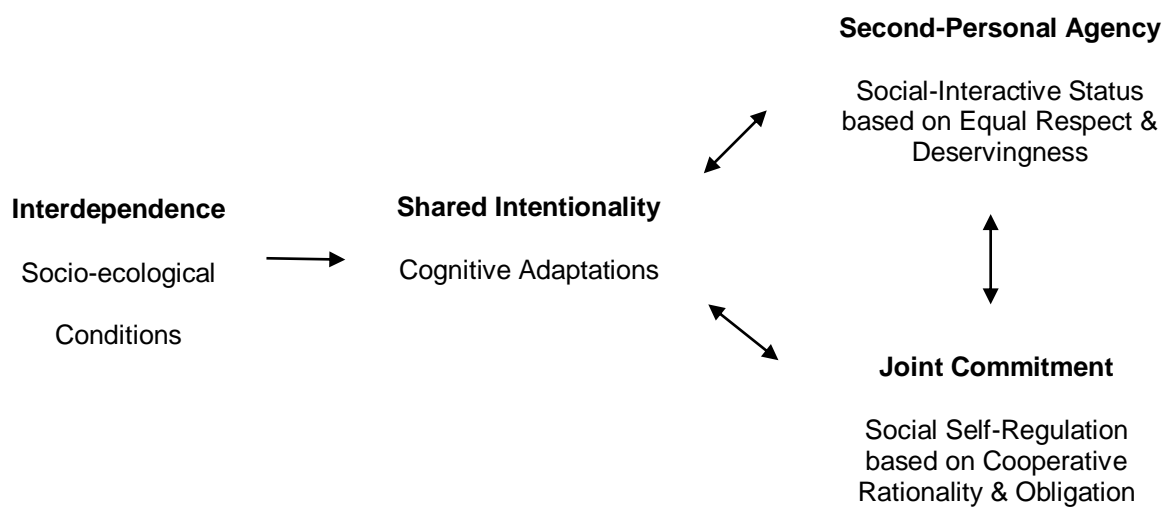 Interdependence
Socio-ecological
Conditions
Shared Intentionality
Cognitive Adaptations
Second-Personal Agency
Social-Interactive Status
based on Equal Respect &
Deservingness
Joint Commitment
Social Self-Regulation
based on Cooperative
Rationality & Obligation